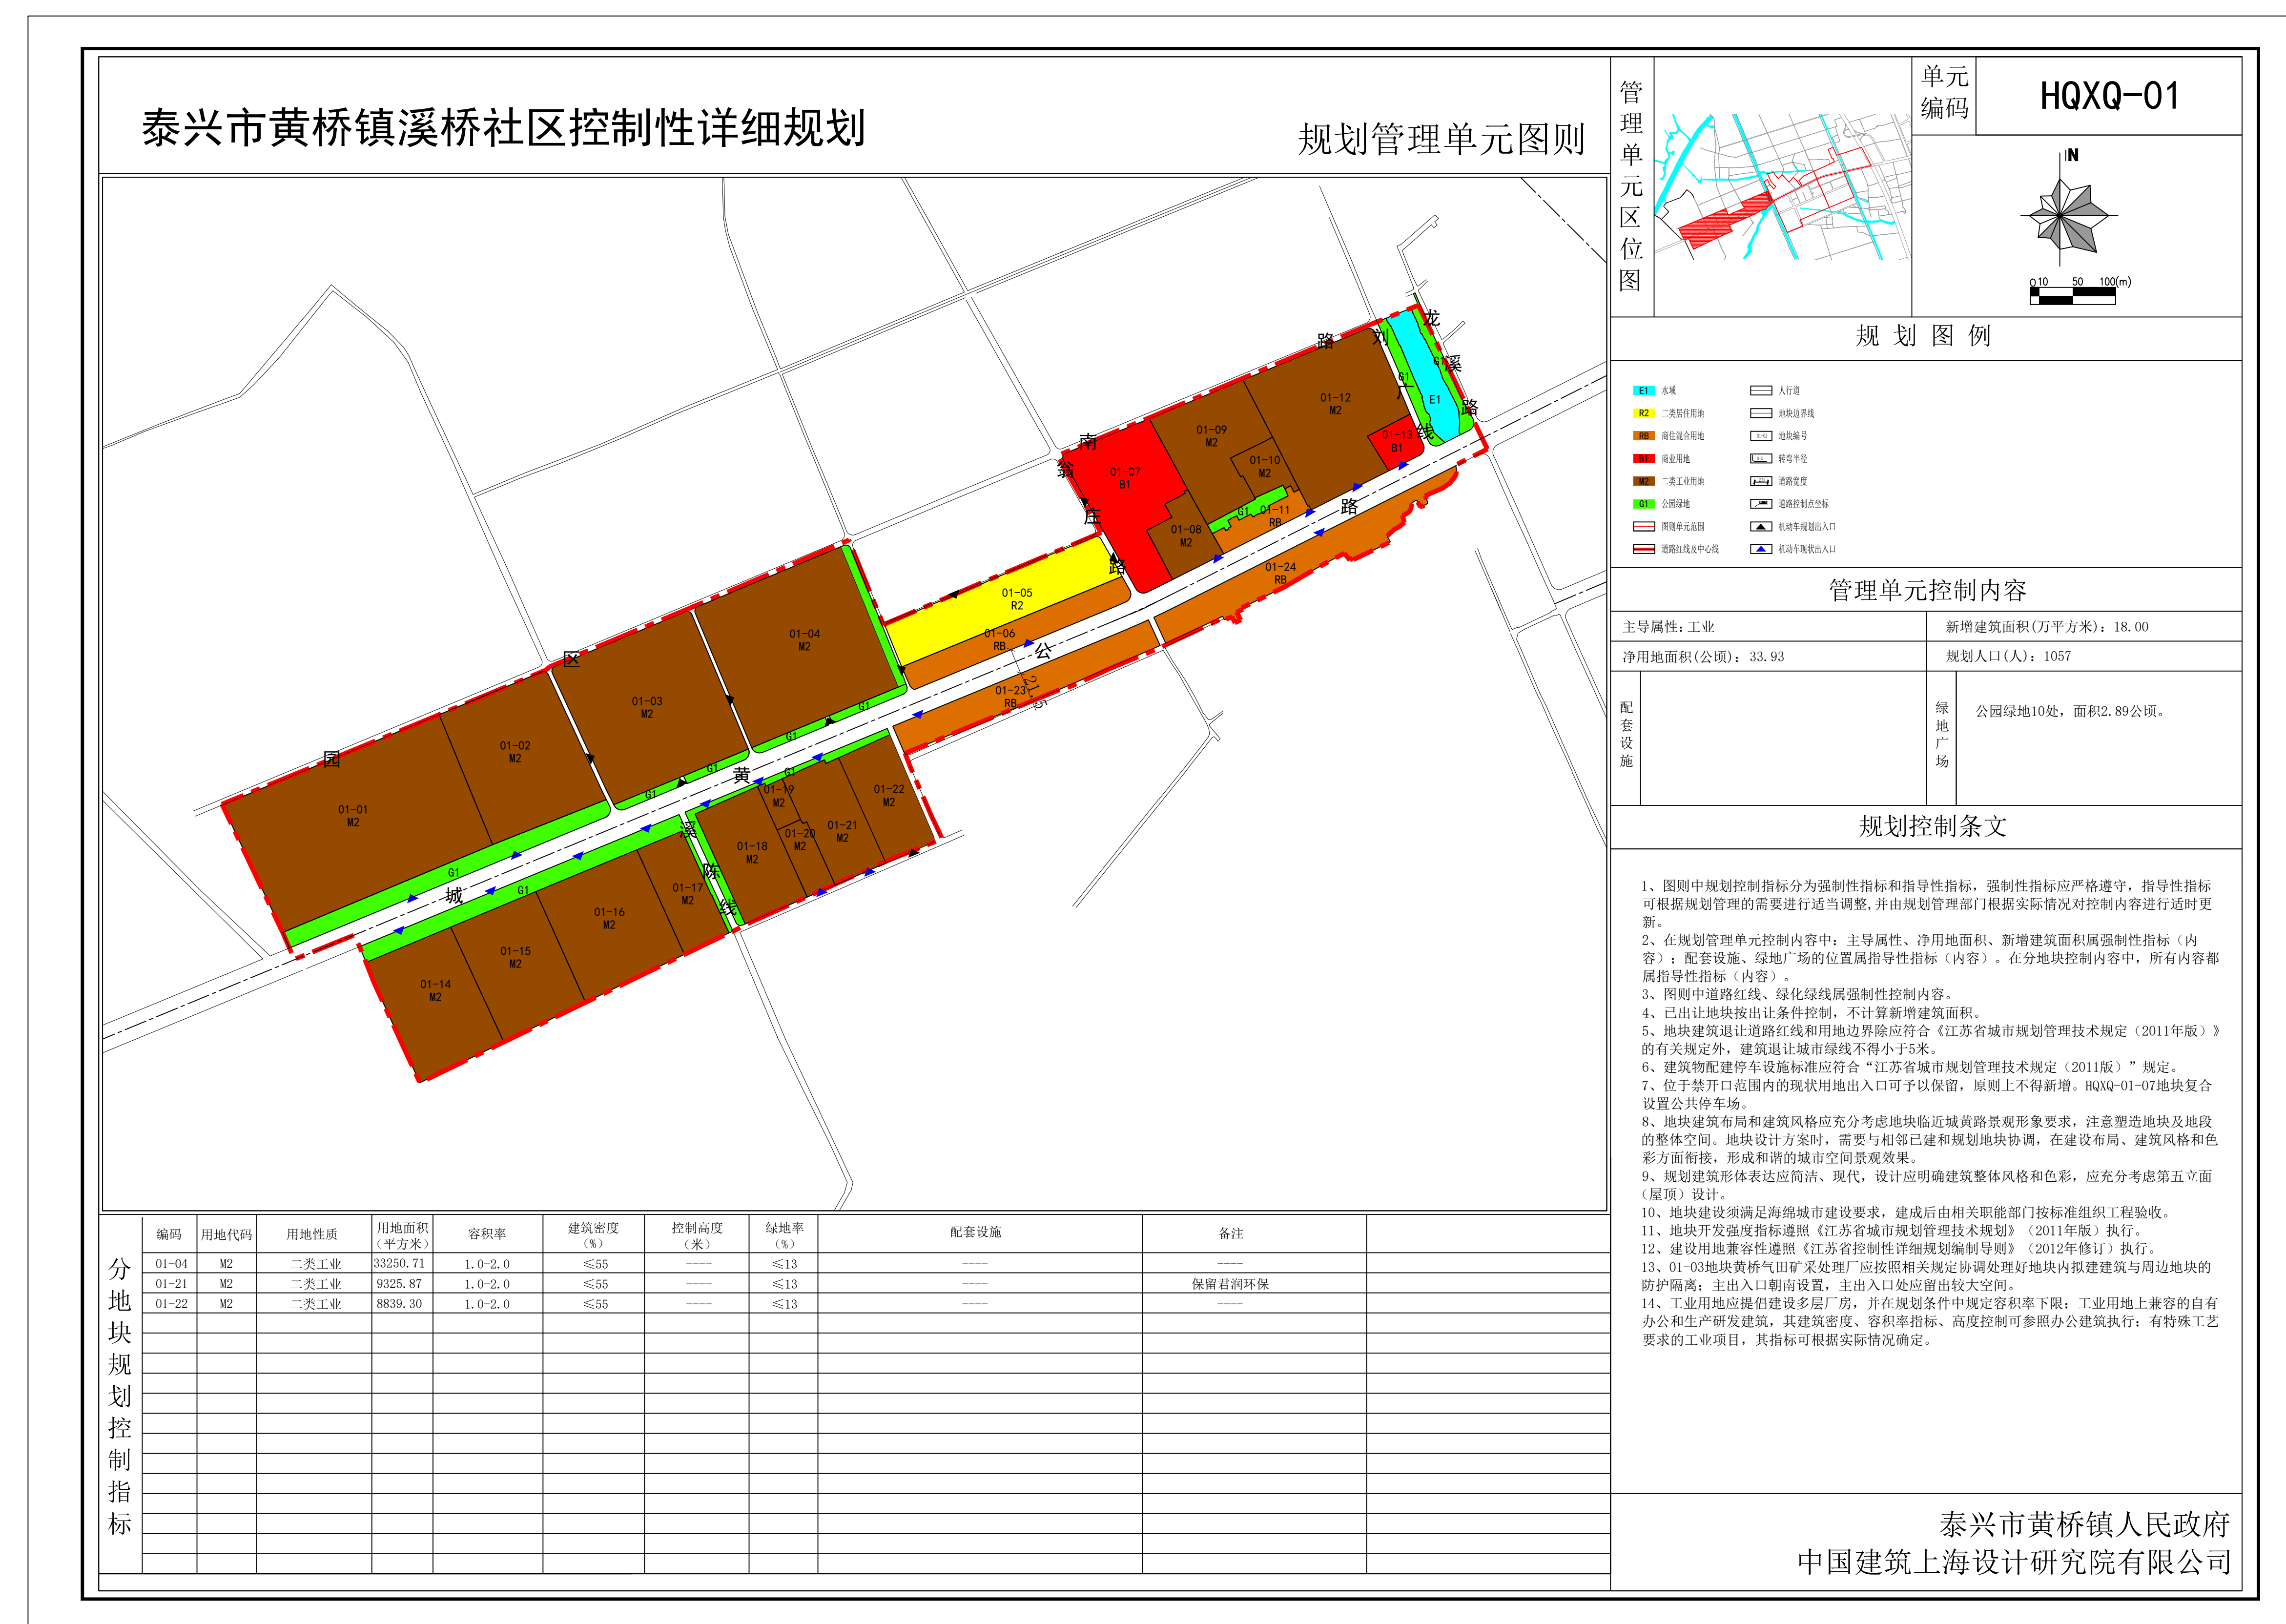 泰兴市黄桥镇溪桥社区控制性详细规划
规划管理单元图则
管理单元区位图
单元编码
HQXQ-01
N
0 10 50 100(m)
规划图例
E1 水域
R2 二类居住用地
RB 商住混合用地
B1 商业用地
M2 二类工业用地
G1 公园绿地
图则单元范围
道路红线及中心线
人行道
地块边界线
地块编号
转弯半径
道路宽度
道路控制点坐标
机动车规划出入口
机动车现状出入口
管理单元控制内容
主导属性: 工业
新增建筑面积(万平方米): 18.00
净用地面积(公顷): 33.93
规划人口(人): 1057
配套设施
绿地广场
公园绿地10处, 面积2.89公顷。
规划控制条文
1、图则中规划控制指标分为强制性指标和指导性指标, 强制性指标应严格遵守, 指导性指标
可根据规划管理的需要进行适当调整,并由规划管理部门根据实际情况对控制内容进行适时更
新。
2、在规划管理单元控制内容中: 主导属性、净用地面积、新增建筑面积属强制性指标（内
容）; 配套设施、绿地广场的位置属指导性指标（内容）。在分地块控制内容中, 所有内容都
属指导性指标（内容）。
3、图则中道路红线、绿化绿线属强制性控制内容。
4、已出让地块按出让条件控制, 不计算新增建筑面积。
5、地块建筑退让道路红线和用地边界除应符合《江苏省城市规划管理技术规定（2011年版）》
的有关规定外, 建筑退让城市绿线不得小于5米。
6、建筑物配建停车设施标准应符合“江苏省城市规划管理技术规定（2011版）”规定。
7、位于禁开口范围内的现状用地出入口可予以保留, 原则上不得新增。HQXQ-01-07地块复合
设置公共停车场。
8、地块建筑布局和建筑风格应充分考虑地块临近城黄路景观形象要求, 注意塑造地块及地段
的整体空间。地块设计方案时, 需要与相邻已建和规划地块协调, 在建设布局、建筑风格和色
彩方面衔接, 形成和谐的城市空间景观效果。
9、规划建筑形体表达应简洁、现代, 设计应明确建筑整体风格和色彩, 应充分考虑第五立面
（屋顶）设计。
10、地块建设须满足海绵城市建设要求, 建成后由相关职能部门按标准组织工程验收。
11、地块开发强度指标遵照《江苏省城市规划管理技术规划》（2011年版）执行。
12、建设用地兼容性遵照《江苏省控制性详细规划编制导则》（2012年修订）执行。
13、01-03地块黄桥气田矿采处理厂应按照相关规定协调处理好地块内拟建建筑与周边地块的
防护隔离; 主出入口朝南设置, 主出入口处应留出较大空间。
14、工业用地应提倡建设多层厂房, 并在规划条件中规定容积率下限; 工业用地上兼容的自有
办公和生产研发建筑, 其建筑密度、容积率指标、高度控制可参照办公建筑执行; 有特殊工艺
要求的工业项目, 其指标可根据实际情况确定。
泰兴市黄桥镇人民政府
中国建筑上海设计研究院有限公司
园区南路
翁庄路
刘广线
龙溪路
城黄公路
溪陈线
21.5
01-01
M2
01-02
M2
01-03
M2
01-04
M2
01-05
R2
01-06
RB
01-07
B1
01-08
M2
01-09
M2
01-10
M2
01-11
RB
01-12
M2
01-13
B1
01-14
M2
01-15
M2
01-16
M2
01-17
M2
01-18
M2
01-19
M2
01-20
M2
01-21
M2
01-22
M2
01-23
RB
01-24
RB
G1
G1
G1
G1
G1
G1
G1
G1
G1
G1
E1
分地块规划控制指标
编码 用地代码 用地性质 用地面积（平方米） 容积率 建筑密度（%） 控制高度（米） 绿地率（%） 配套设施 备注
01-04 M2 二类工业 33250.71 1.0-2.0 ≤55 ---- ≤13 ---- ----
01-21 M2 二类工业 9325.87 1.0-2.0 ≤55 ---- ≤13 ---- 保留君润环保
01-22 M2 二类工业 8839.30 1.0-2.0 ≤55 ---- ≤13 ---- ----